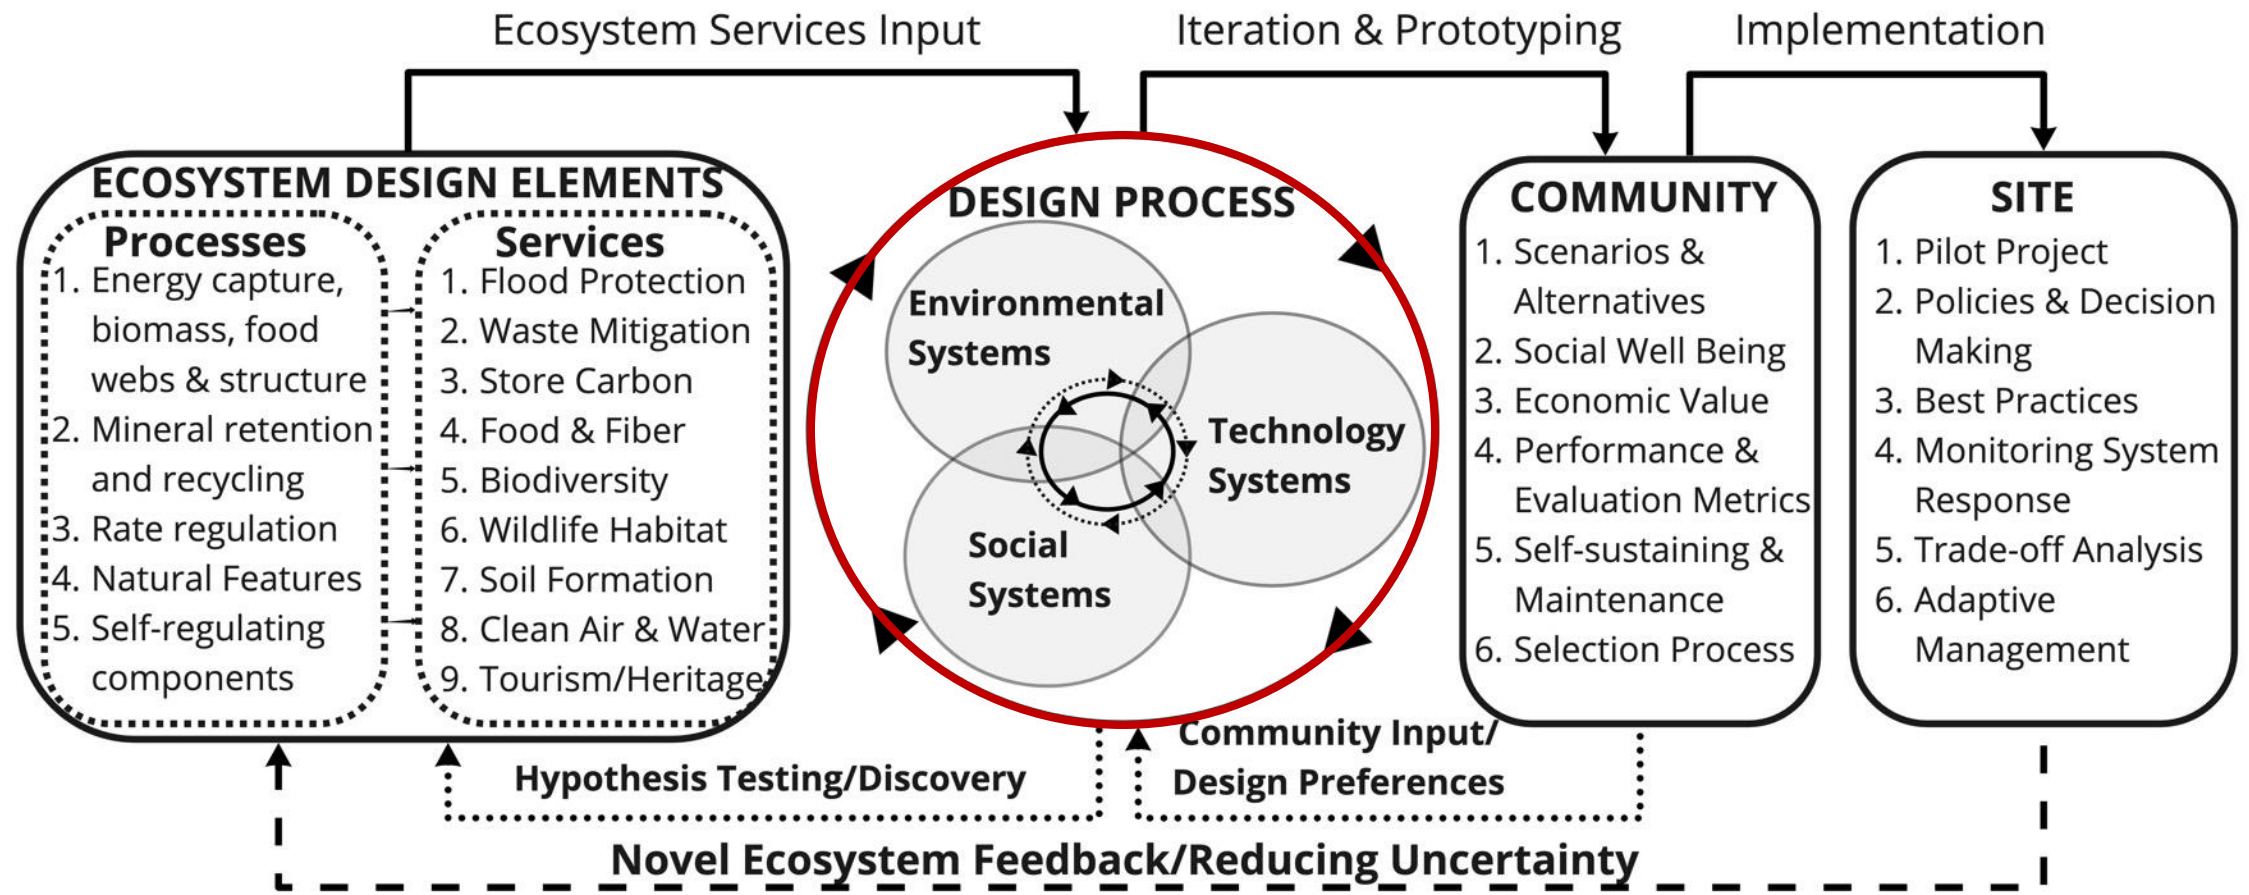 Ecosystem Services Input
Iteration & Prototyping
Implementation
ECOSYSTEM DESIGN ELEMENTS
Processes
1. Energy capture,
biomass, food
webs & structure
2. Mineral retention
and recycling
3. Rate regulation
4. Natural Features
5. Self-regulating
components
Services
1. Flood Protection
2. Waste Mitigation
3. Store Carbon
4. Food & Fiber
5. Biodiversity
6. Wildlife Habitat
7. Soil Formation
8. Clean Air & Water
9. Tourism/Heritage
DESIGN PROCESS
Environmental
Systems
Technology
Systems
Social
Systems
COMMUNITY
1. Scenarios &
Alternatives
2. Social Well Being
3. Economic Value
4. Performance &
Evaluation Metrics
5. Self-sustaining &
Maintenance
6. Selection Process
SITE
1. Pilot Project
2. Policies & Decision
Making
3. Best Practices
4. Monitoring System
Response
5. Trade-off Analysis
6. Adaptive
Management
Hypothesis Testing/Discovery
Community Input/
Design Preferences
Novel Ecosystem Feedback/Reducing Uncertainty